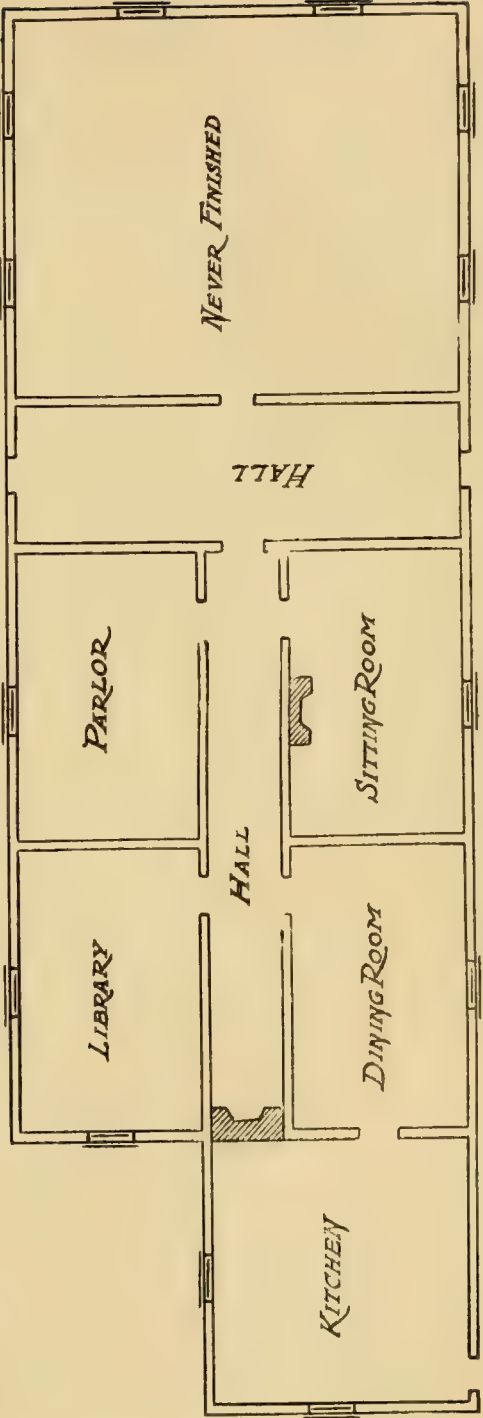 NEVER FINISHED
HALL
PARLOR
SITTING ROOM
HALL
LIBRARY
DINING ROOM
KITCHEN